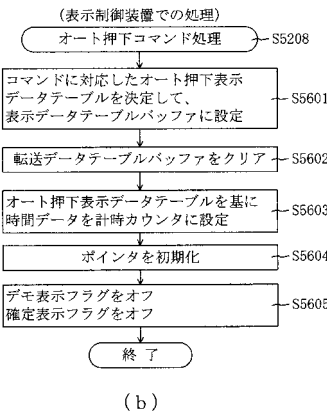 (表示制御装置での処理)
オート押下コマンド処理
S5208
コマンドに対応したオート押下表示
データテーブルを決定して、
表示データテーブルバッファに設定
S5601
転送データテーブルバッファをクリア
S5602
オート押下表示データテーブルを基に
時間データを計時カウンタに設定
S5603
ポインタを初期化
S5604
デモ表示フラグをオフ
確定表示フラグをオフ
S5605
終了
(b)